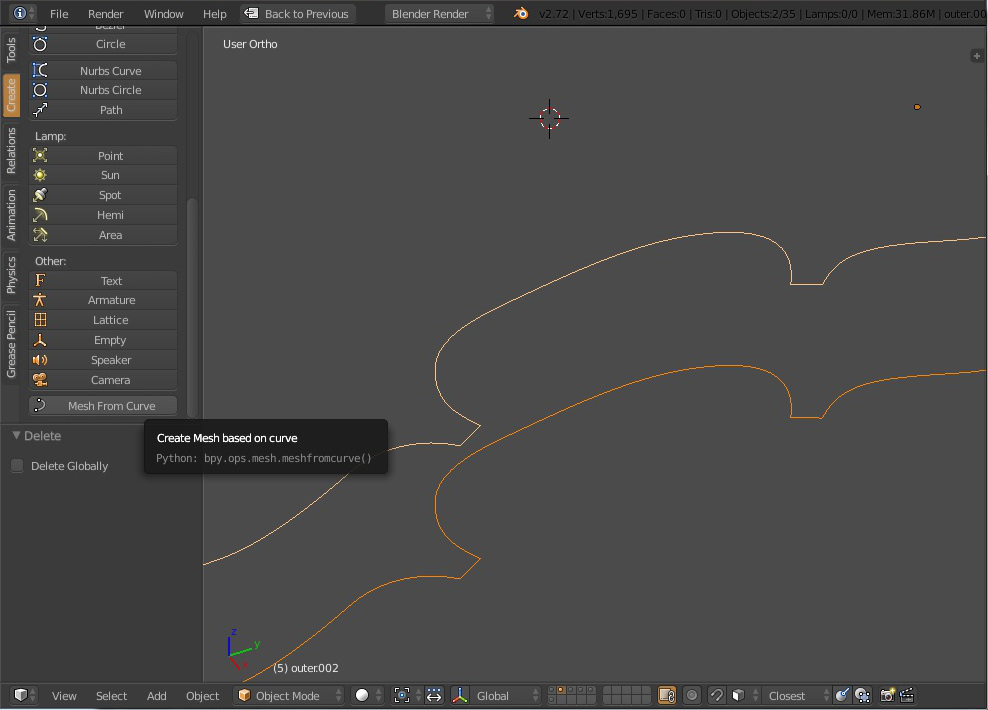 File Render Window Help Back to Previous Blender Render v2.72 | Verts:1,695 | Faces:0 | Tris:0 | Objects:2/35 | Lamps:0/0 | Mem:31.86M | outer.00
User Ortho
Tools
Create
Relations
Animation
Physics
Grease Pencil
Circle
Nurbs Curve
Nurbs Circle
Path
Lamp:
Point
Sun
Spot
Hemi
Area
Other:
Text
Armature
Lattice
Empty
Speaker
Camera
Mesh From Curve
Delete
Delete Globally
Create Mesh based on curve
Python: bpy.ops.mesh.meshfromcurve()
z
y
x
(5) outer.002
View Select Add Object Object Mode Global Closest